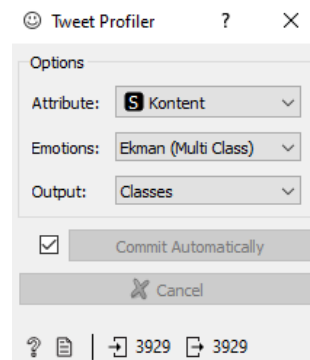 Tweet Profiler ?
Options
Attribute: S Kontent
Emotions: Ekman (Multi Class)
Output: Classes
Commit Automatically
Cancel
? 3929 3929